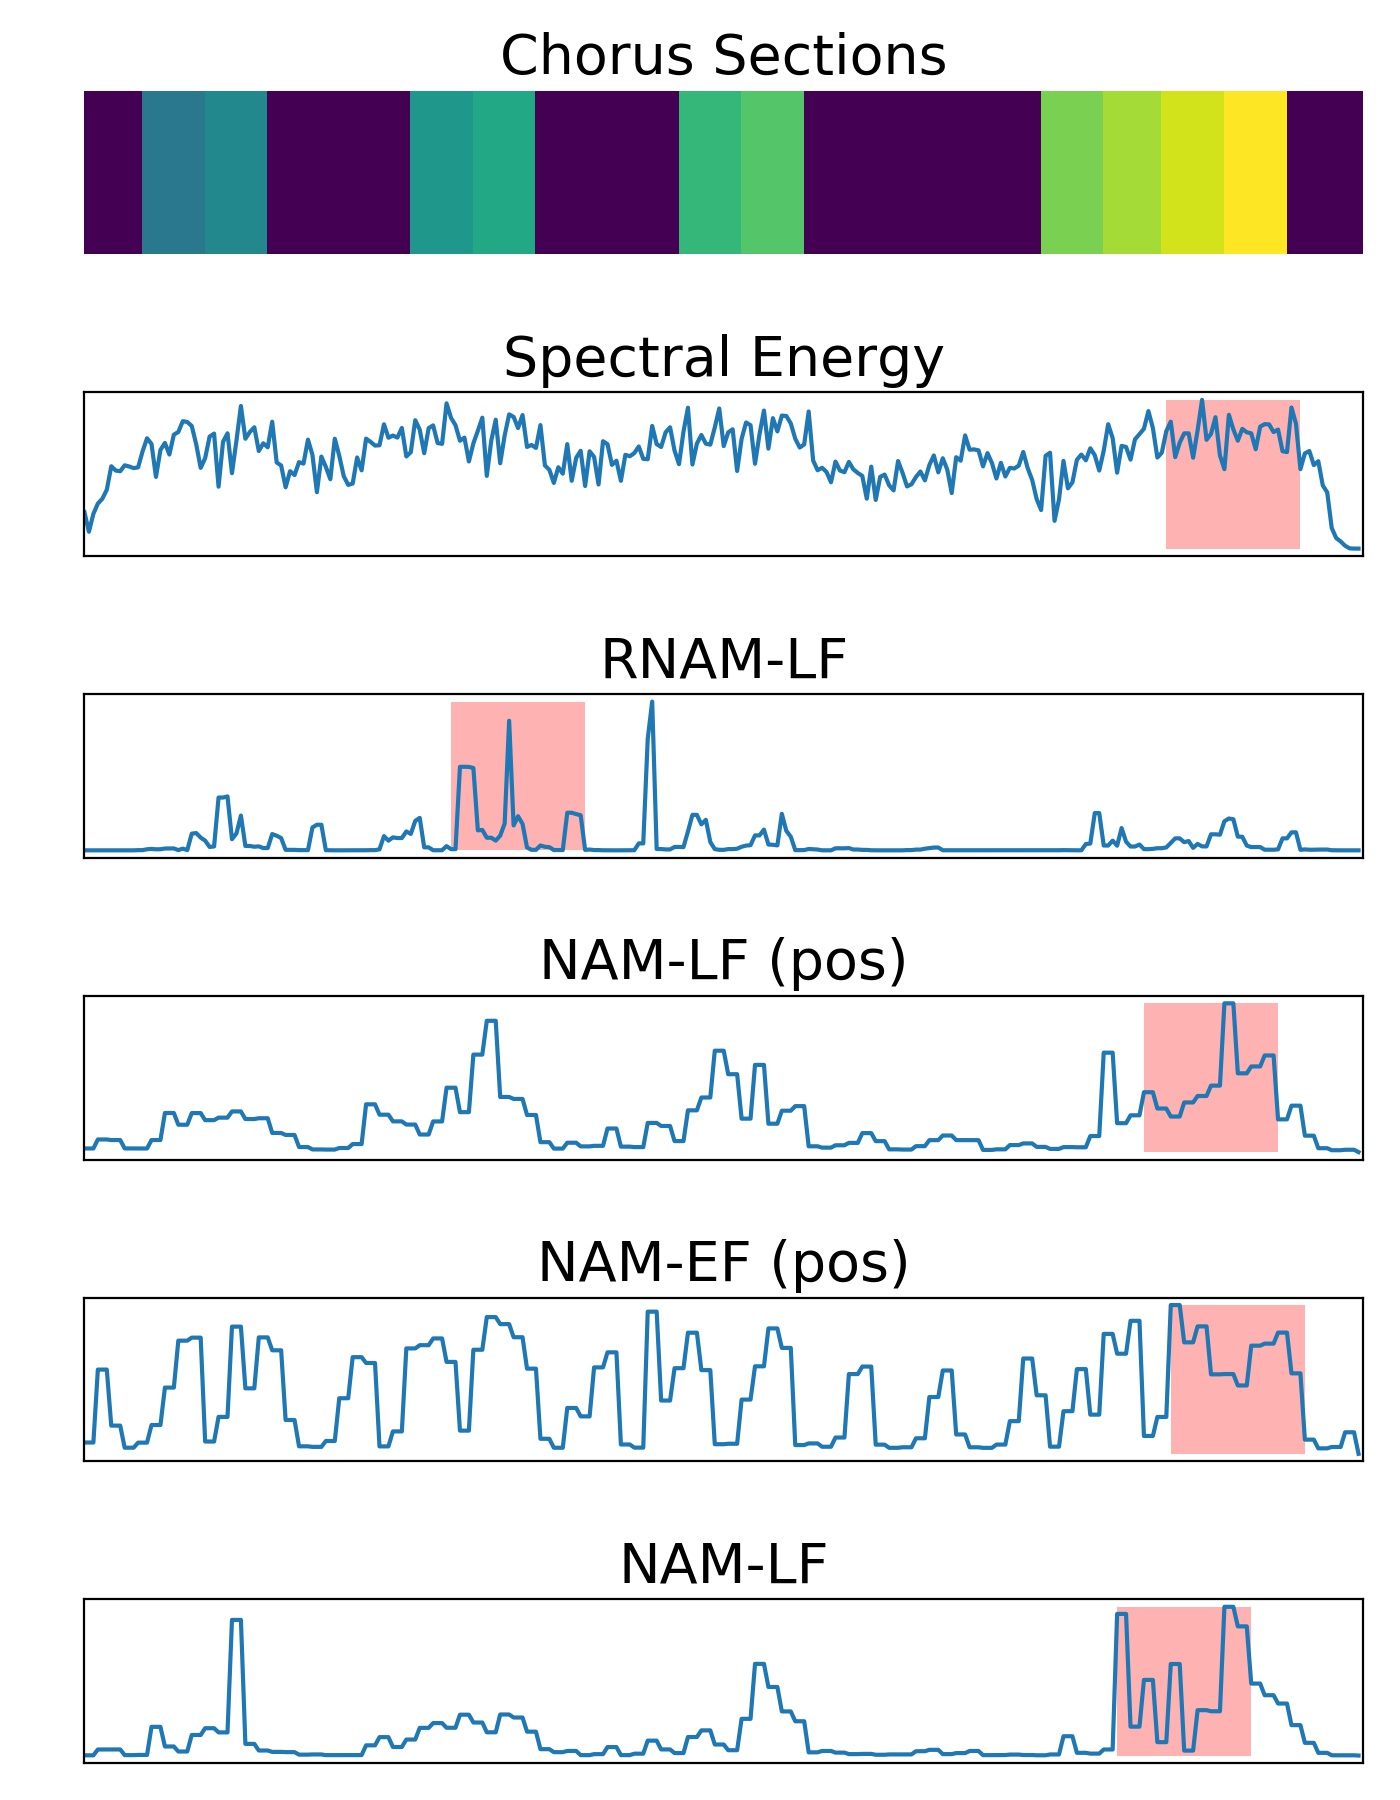 Chorus Sections
Spectral Energy
RNAM-LF
NAM-LF (pos)
NAM-EF (pos)
NAM-LF